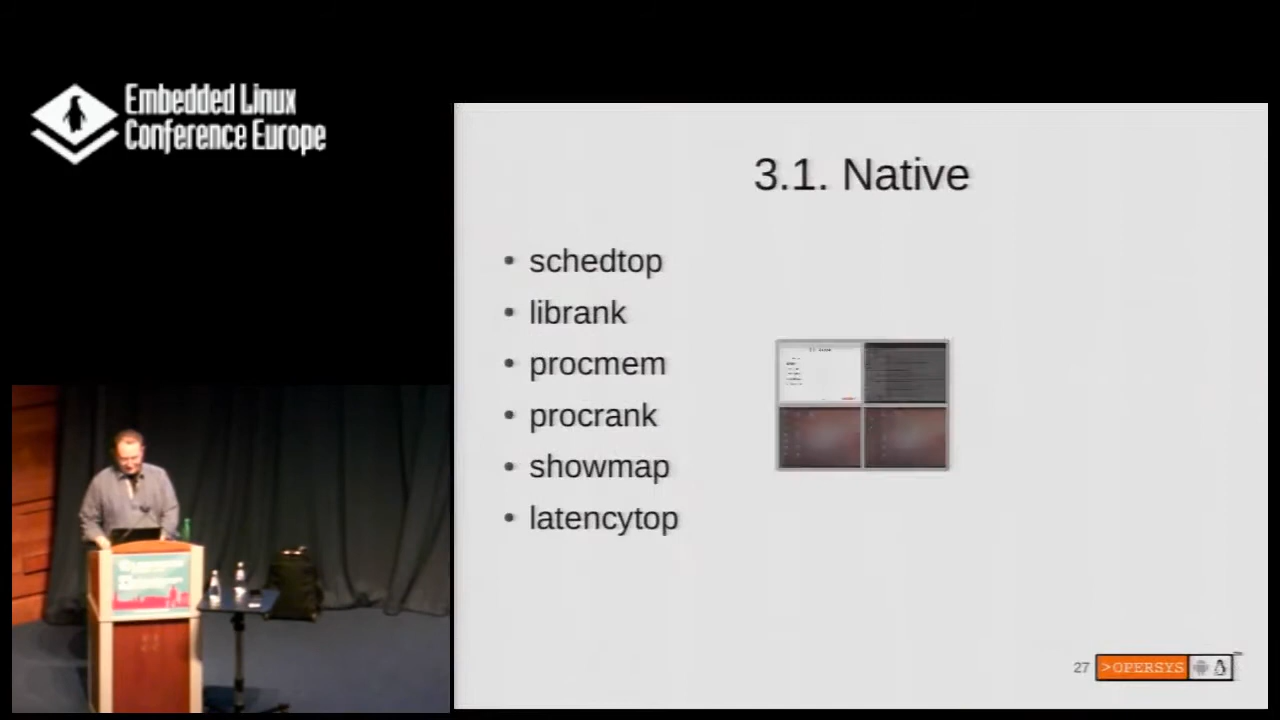 Embedded Linux
Conference Europe
3.1. Native
• schedtop
• librank
• procmem
• procrank
• showmap
• latencytop
27
>OPERSYS